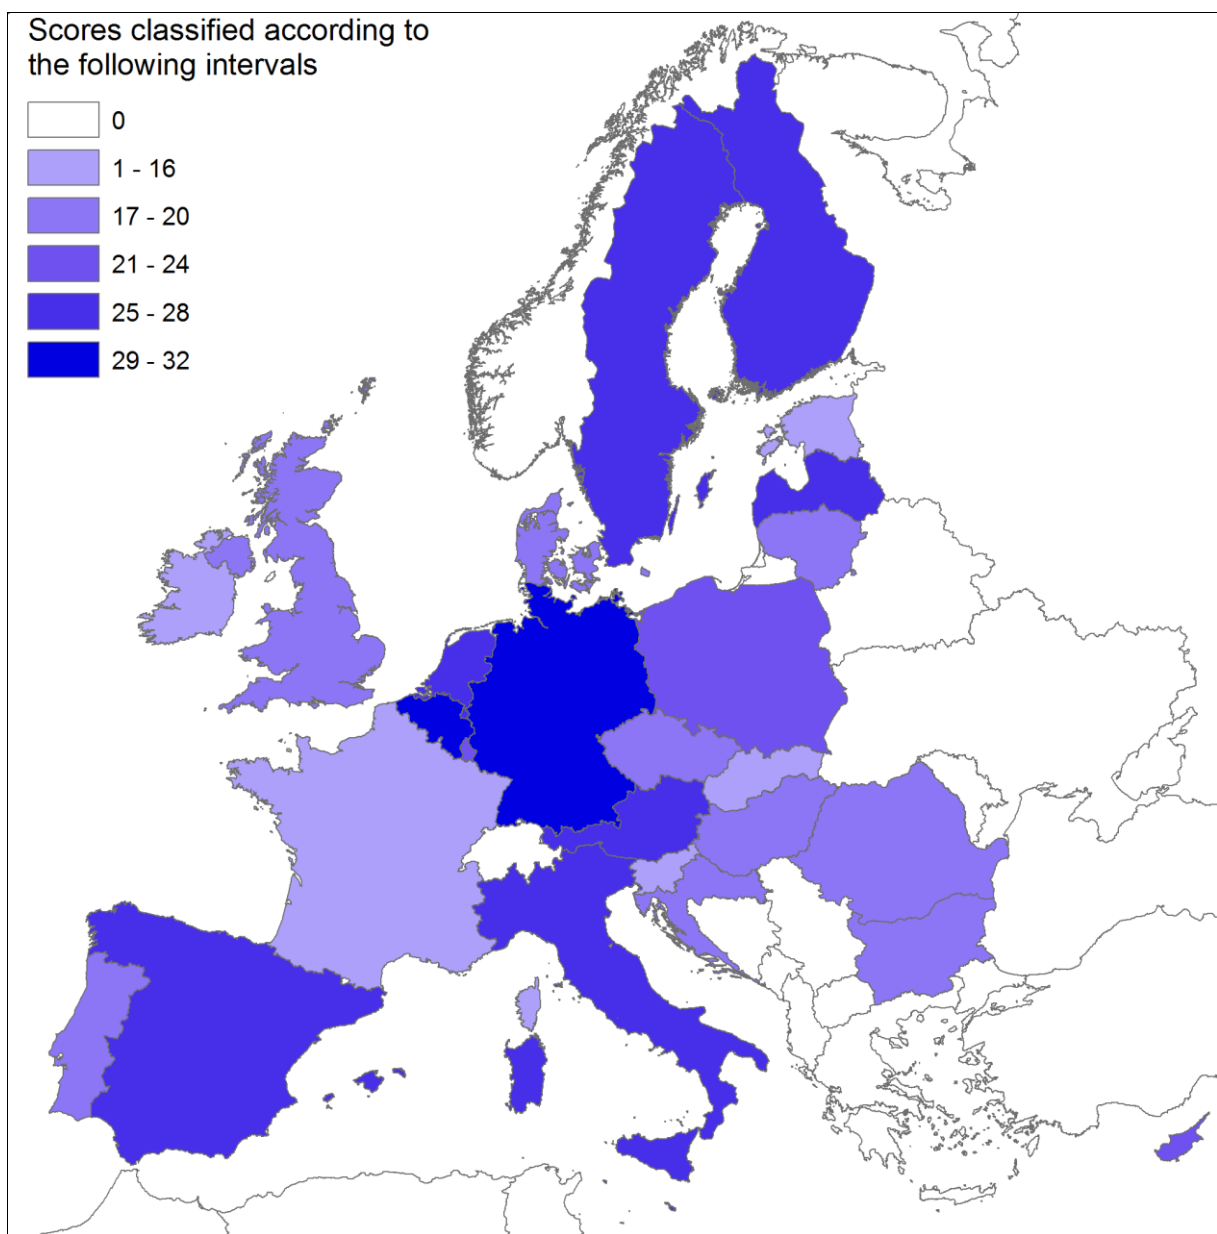 Scores classified according to
the following intervals
0
1 - 16
17 - 20
21 - 24
25 - 28
29 - 32